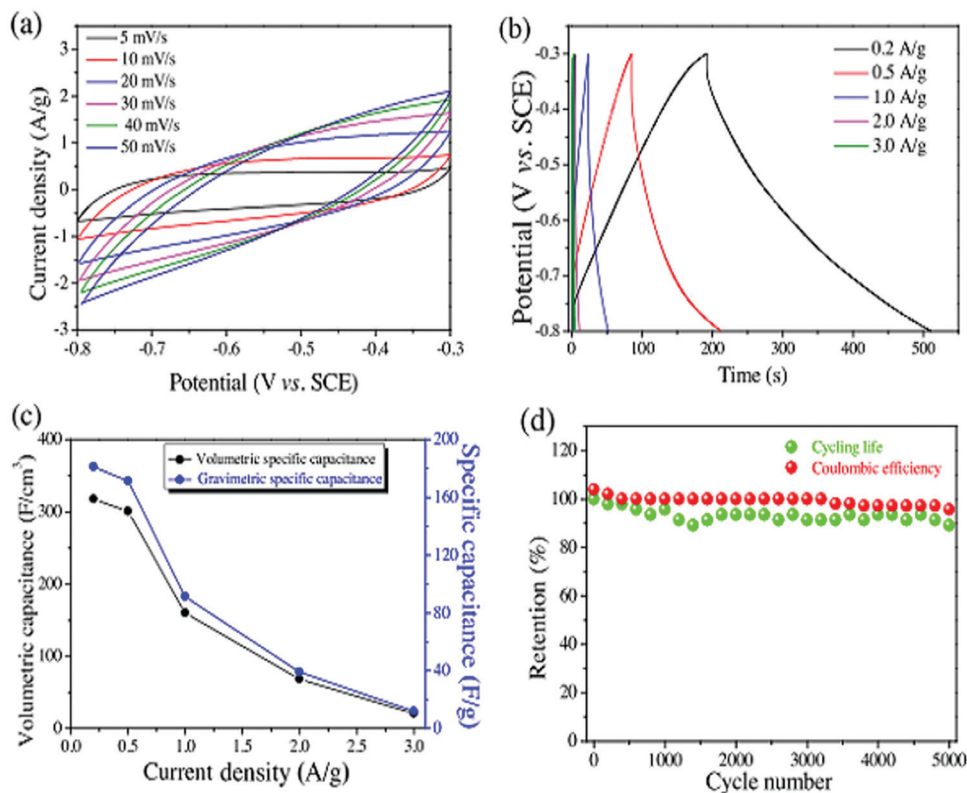 (a)
5 mV/s
10 mV/s
20 mV/s
30 mV/s
40 mV/s
50 mV/s
Current density (A/g)
3
2
1
0
-1
-2
-3
-0.8
-0.7
-0.6
-0.5
-0.4
-0.3
Potential (V vs. SCE)
(b)
0.2 A/g
0.5 A/g
1.0 A/g
2.0 A/g
3.0 A/g
Potential (V vs. SCE)
-0.3
-0.4
-0.5
-0.6
-0.7
-0.8
0
100
200
300
400
500
Time (s)
(c)
Volumetric specific capacitance
Gravimetric specific capacitance
Volumetric capacitance (F/cm³)
400
300
200
100
0
200
160
120
80
40
0
Specific capacitance (F/g)
0.0
0.5
1.0
1.5
2.0
2.5
3.0
Current density (A/g)
(d)
Cycling life
Coulombic efficiency
Retention (%)
120
100
80
60
40
20
0
0
1000
2000
3000
4000
5000
Cycle number